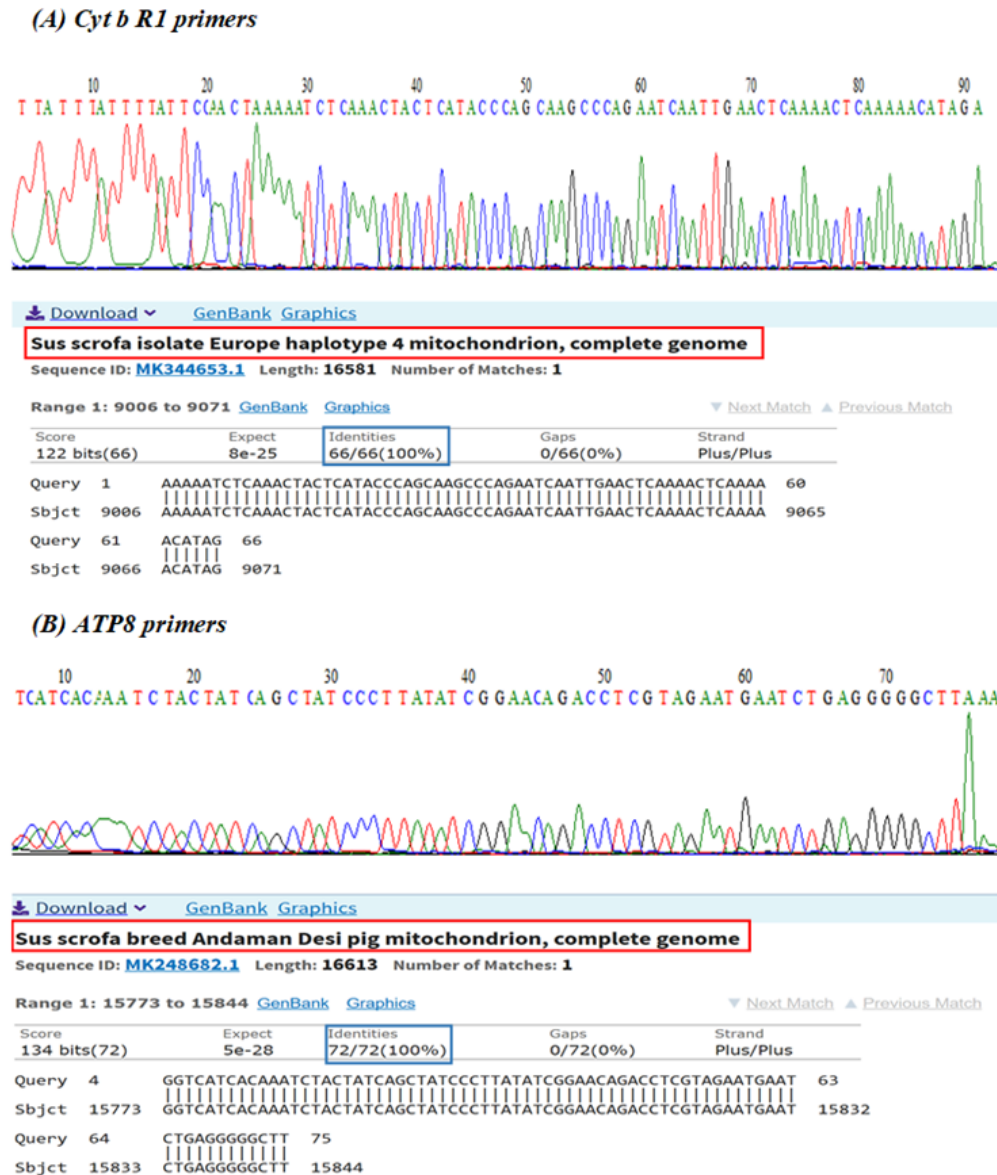 (A) Cyt b R1 primers
10 20 30 40 50 60 70 80 90
TTATTTATTTTATTCCAACTAAAAATCTCAAACTACTCATACCCAGCAAGCCCAGAATCAATTGAACTCAAAACTCAAAAACATAGA
Download GenBank Graphics
Sus scrofa isolate Europe haplotype 4 mitochondrion, complete genome
Sequence ID: MK344653.1 Length: 16581 Number of Matches: 1
Range 1: 9006 to 9071 GenBank Graphics Next Match Previous Match
Score Expect Identities Gaps Strand
122 bits(66) 8e-25 66/66(100%) 0/66(0%) Plus/Plus
Query 1 AAAAATCTCAAACTACTCATACCCAGCAAGCCCAGAATCAATTGAACTCAAAACTCAAAA 60
Sbjct 9006 AAAAATCTCAAACTACTCATACCCAGCAAGCCCAGAATCAATTGAACTCAAAACTCAAAA 9065
Query 61 ACATAG 66
Sbjct 9066 ACATAG 9071
(B) ATP8 primers
10 20 30 40 50 60 70
TCATCACAAATCTACTATCAGCTATCCCTTATATCGGAACAGACCTCGTAGAATGAATCTGAGGGGGCTTAAA
Download GenBank Graphics
Sus scrofa breed Andaman Desi pig mitochondrion, complete genome
Sequence ID: MK248682.1 Length: 16613 Number of Matches: 1
Range 1: 15773 to 15844 GenBank Graphics Next Match Previous Match
Score Expect Identities Gaps Strand
134 bits(72) 5e-28 72/72(100%) 0/72(0%) Plus/Plus
Query 4 GGTCATCACAAATCTACTATCAGCTATCCCTTATATCGGAACAGACCTCGTAGAATGAAT 63
Sbjct 15773 GGTCATCACAAATCTACTATCAGCTATCCCTTATATCGGAACAGACCTCGTAGAATGAAT 15832
Query 64 CTGAGGGGGCTT 75
Sbjct 15833 CTGAGGGGGCTT 15844